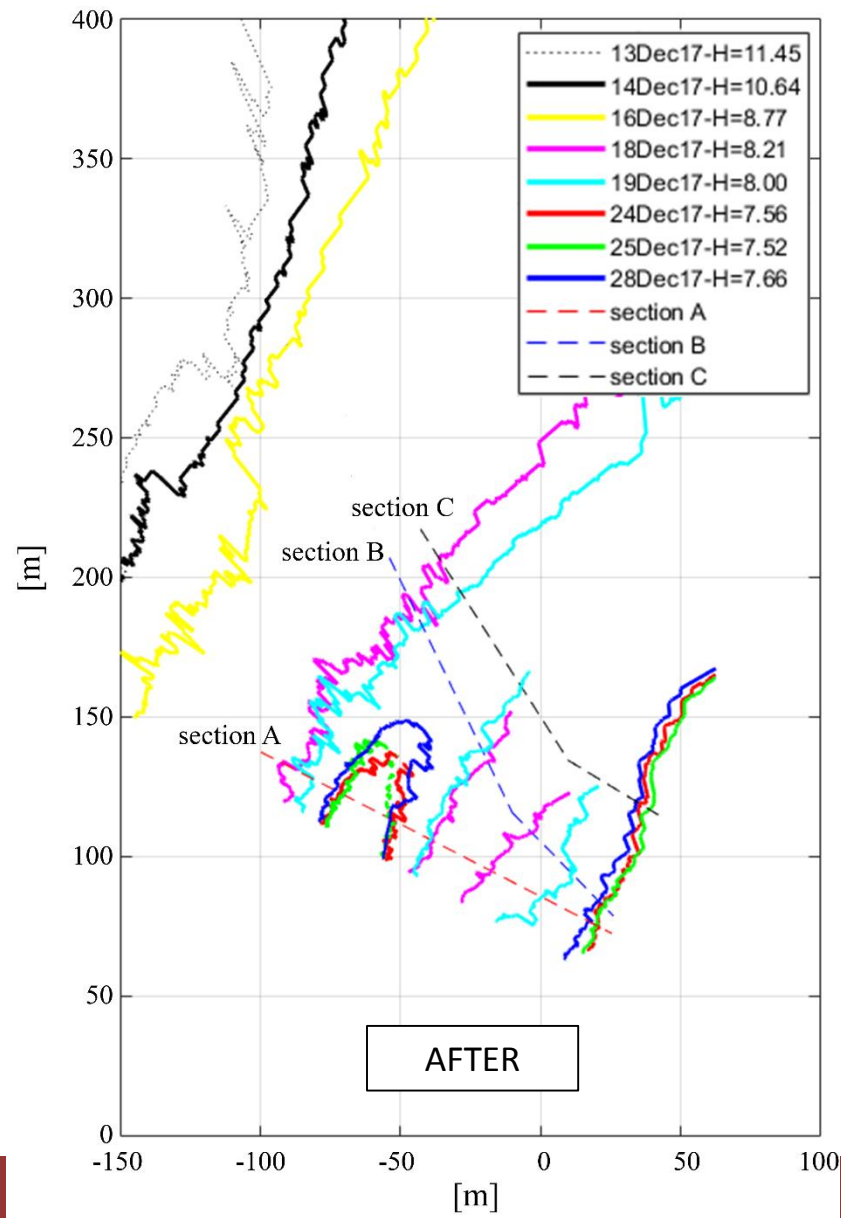 400
350
300
250
200
150
100
50
0
[m]
-150
-100
-50
0
50
100
[m]
13Dec17-H=11.45
14Dec17-H=10.64
16Dec17-H=8.77
18Dec17-H=8.21
19Dec17-H=8.00
24Dec17-H=7.56
25Dec17-H=7.52
28Dec17-H=7.66
section A
section B
section C
section C
section B
section A
AFTER